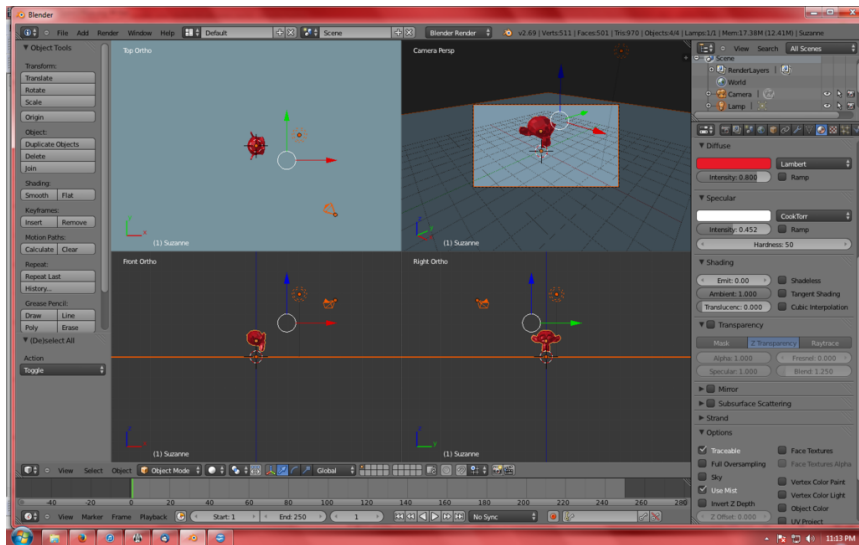 Blender
File Add Render Window Help Default Scene Blender Render v2.69 | Verts:511 | Faces:501 | Tris:970 | Objects:4/4 | Lamps:1/1 | Mem:17.38M (12.41M) | Suzanne
Object Tools
Transform:
Translate
Rotate
Scale
Origin
Object:
Duplicate Objects
Delete
Join
Shading:
Smooth Flat
Keyframes:
Insert Remove
Motion Paths:
Calculate Clear
Repeat:
Repeat Last
History...
Grease Pencil:
Draw Line
Poly Erase
(De)select All
Action
Toggle
Top Ortho
(1) Suzanne
Camera Persp
(1) Suzanne
Front Ortho
(1) Suzanne
Right Ortho
(1) Suzanne
View Search All Scenes
Scene
RenderLayers |
World
Camera |
Lamp |
Diffuse
Lambert
Intensity: 0.800 Ramp
Specular
CookTorr
Intensity: 0.452 Ramp
Hardness: 50
Shading
Emit: 0.00 Shadeless
Ambient: 1.000 Tangent Shading
Translucenc: 0.000 Cubic Interpolation
Transparency
Mask Z Transparency Raytrace
Alpha: 1.000 Fresnel: 0.000
Specular: 1.000 Blend: 1.250
Mirror
Subsurface Scattering
Strand
Options
Traceable Face Textures
Full Oversampling Face Textures Alpha
Sky
Use Mist Vertex Color Paint
Vertex Color Light
Invert Z Depth Object Color
Z Offset: 0.000 UV Project
View Select Object Object Mode Global
-40 -20 0 20 40 60 80 100 120 140 160 180 200 220 240 260 280
View Marker Frame Playback Start: 1 End: 250 1 No Sync
11:13 PM